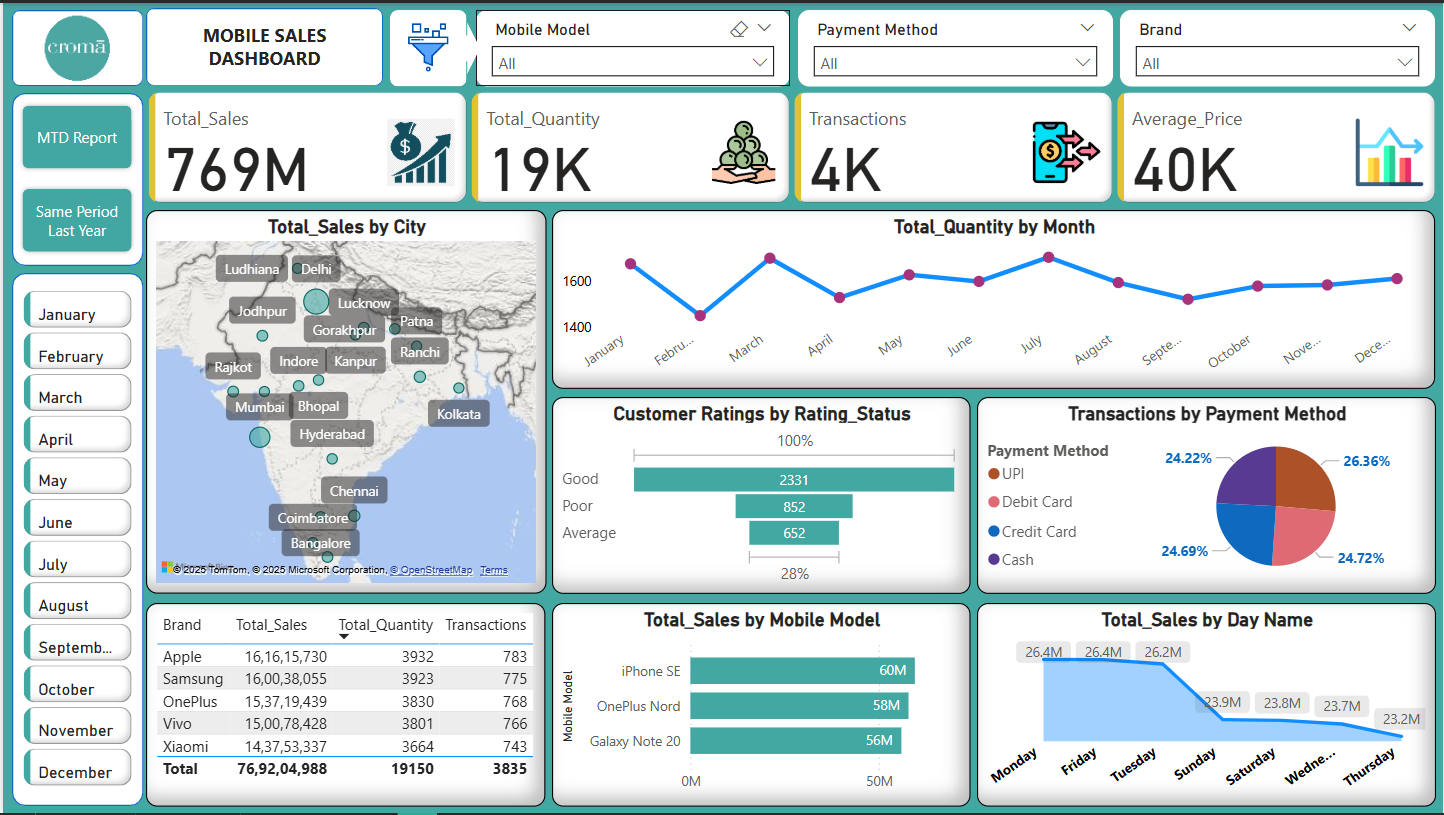 cromā
MOBILE SALES
DASHBOARD
Mobile Model
All
Payment Method
All
Brand
All
MTD Report
Same Period
Last Year
Total_Sales
769M
Total_Quantity
19K
Transactions
4K
Average_Price
40K
January
February
March
April
May
June
July
August
Septemb...
October
November
December
Total_Sales by City
Ludhiana
Delhi
Jodhpur
Lucknow
Gorakhpur
Patna
Rajkot
Indore
Kanpur
Ranchi
Mumbai
Bhopal
Kolkata
Hyderabad
Chennai
Coimbatore
Bangalore
© 2025 TomTom, © 2025 Microsoft Corporation, © OpenStreetMap Terms
Total_Quantity by Month
1600
1400
January
Febru...
March
April
May
June
July
August
Septe...
October
Nove...
Dece...
Customer Ratings by Rating_Status
100%
Good 2331
Poor 852
Average 652
28%
Transactions by Payment Method
Payment Method
UPI
Debit Card
Credit Card
Cash
24.22%
26.36%
24.69%
24.72%
Brand Total_Sales Total_Quantity Transactions
Apple 16,16,15,730 3932 783
Samsung 16,00,38,055 3923 775
OnePlus 15,37,19,439 3830 768
Vivo 15,00,78,428 3801 766
Xiaomi 14,37,53,337 3664 743
Total 76,92,04,988 19150 3835
Total_Sales by Mobile Model
Mobile Model
iPhone SE 60M
OnePlus Nord 58M
Galaxy Note 20 56M
0M 50M
Total_Sales by Day Name
26.4M
26.4M
26.2M
23.9M
23.8M
23.7M
23.2M
Monday
Friday
Tuesday
Sunday
Saturday
Wedne...
Thursday